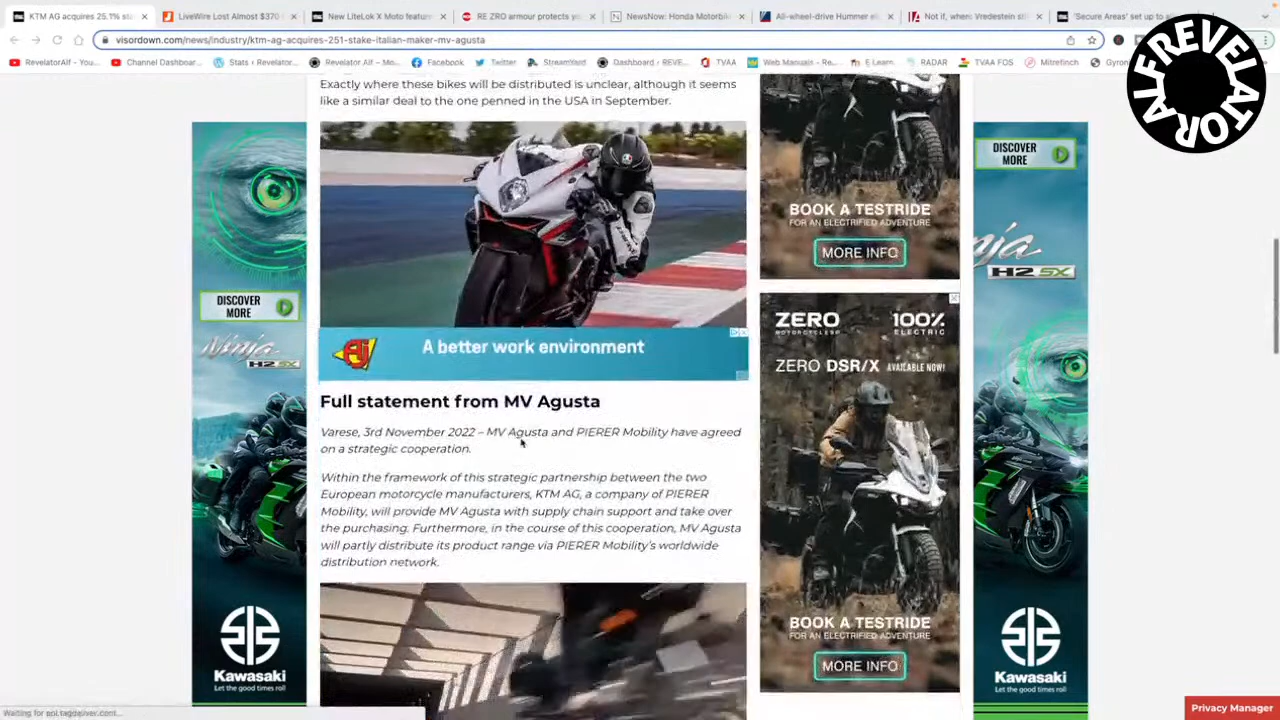 KTM AG acquires 25.1% sta
LiveWire Lost Almost $370
New LiteLok X Moto featur
RE ZRO armour protects yo
NewsNow: Honda Motorbik
All-wheel-drive Hummer el
Not if, where Vredestein sti
'Secure Areas' set up to a
visordown.com/news/industry/ktm-ag-acquires-251-stake-italian-maker-mv-agusta
RevelatorAlf - You...
Channel Dashboar...
Stats ‹ Revelator...
Revelator Alf – Mo...
Facebook
Twitter
StreamYard
Dashboard ‹ REVE...
TVAA
Web Manuals - Re...
E Learn
RADAR
TVAA FOS
Mitrefinch
Gyron
ALFREVELATOR
Exactly where these bikes will be distributed is unclear, although it seems
like a similar deal to the one penned in the USA in September.
A better work environment
Full statement from MV Agusta
Varese, 3rd November 2022 – MV Agusta and PIERER Mobility have agreed
on a strategic cooperation.
Within the framework of this strategic partnership between the two
European motorcycle manufacturers, KTM AG, a company of PIERER
Mobility, will provide MV Agusta with supply chain support and take over
the purchasing. Furthermore, in the course of this cooperation, MV Agusta
will partly distribute its product range via PIERER Mobility's worldwide
distribution network.
DISCOVER
MORE
Ninja
H2 SX
Kawasaki
Let the good times roll
BOOK A TESTRIDE
FOR AN ELECTRIFIED ADVENTURE
MORE INFO
ZERO
MOTORCYCLES
100%
ELECTRIC
ZERO DSR/X AVAILABLE NOW!
BOOK A TESTRIDE
FOR AN ELECTRIFIED ADVENTURE
MORE INFO
DISCOVER
MORE
Ninja
H2 SX
Kawasaki
Let the good times roll
Privacy Manager